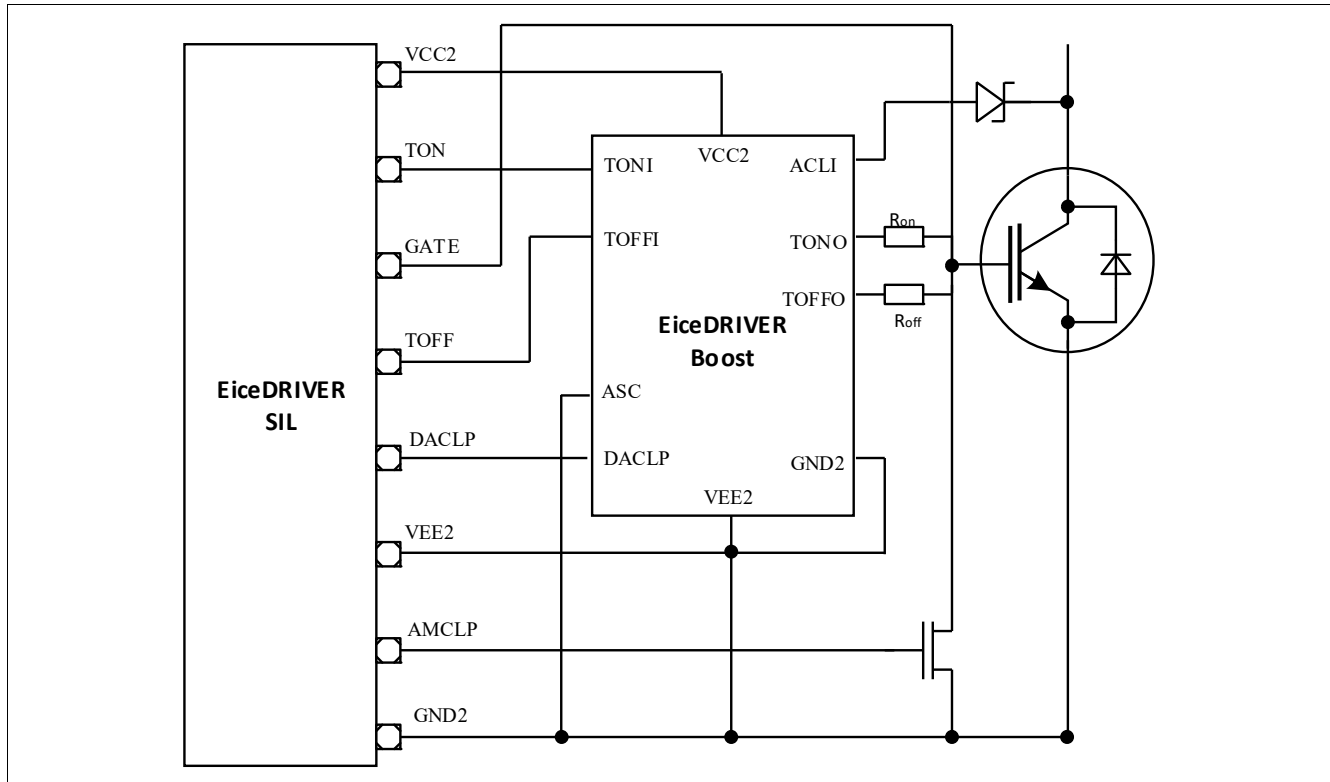 VCC2
TON
GATE
TOFF
EiceDRIVER
SIL
DACLP
VEE2
AMCLP
GND2
TONI
VCC2
ACLI
TOFFI
TONO
TOFFO
EiceDRIVER
Boost
ASC
DACLP
GND2
VEE2
Ron
Roff